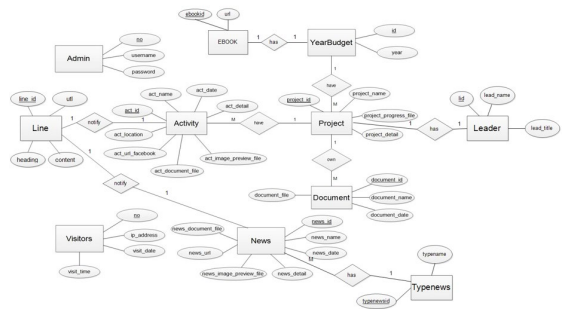 ebookid
url
EBOOK
1
has
1
YearBudget
id
year
Admin
no
username
password
1
M
project_id
project_name
project_progress_file
project_detail
Project
1
has
1
Leader
lid
lead_name
lead_title
line_id
Line
heading
content
1
notify
1
act_name
act_date
act_id
act_detail
act_location
Activity
act_url_facebook
act_document_file
act_image_preview_file
M
1
1
own
M
Document
document_file
document_id
document_name
document_date
1
notify
1
Visitors
no
ip_address
visit_date
visit_time
News
news_document_file
news_url
news_image_preview_file
news_detail
news_id
news_name
news_date
M
has
1
Typenews
typename
typenewsid